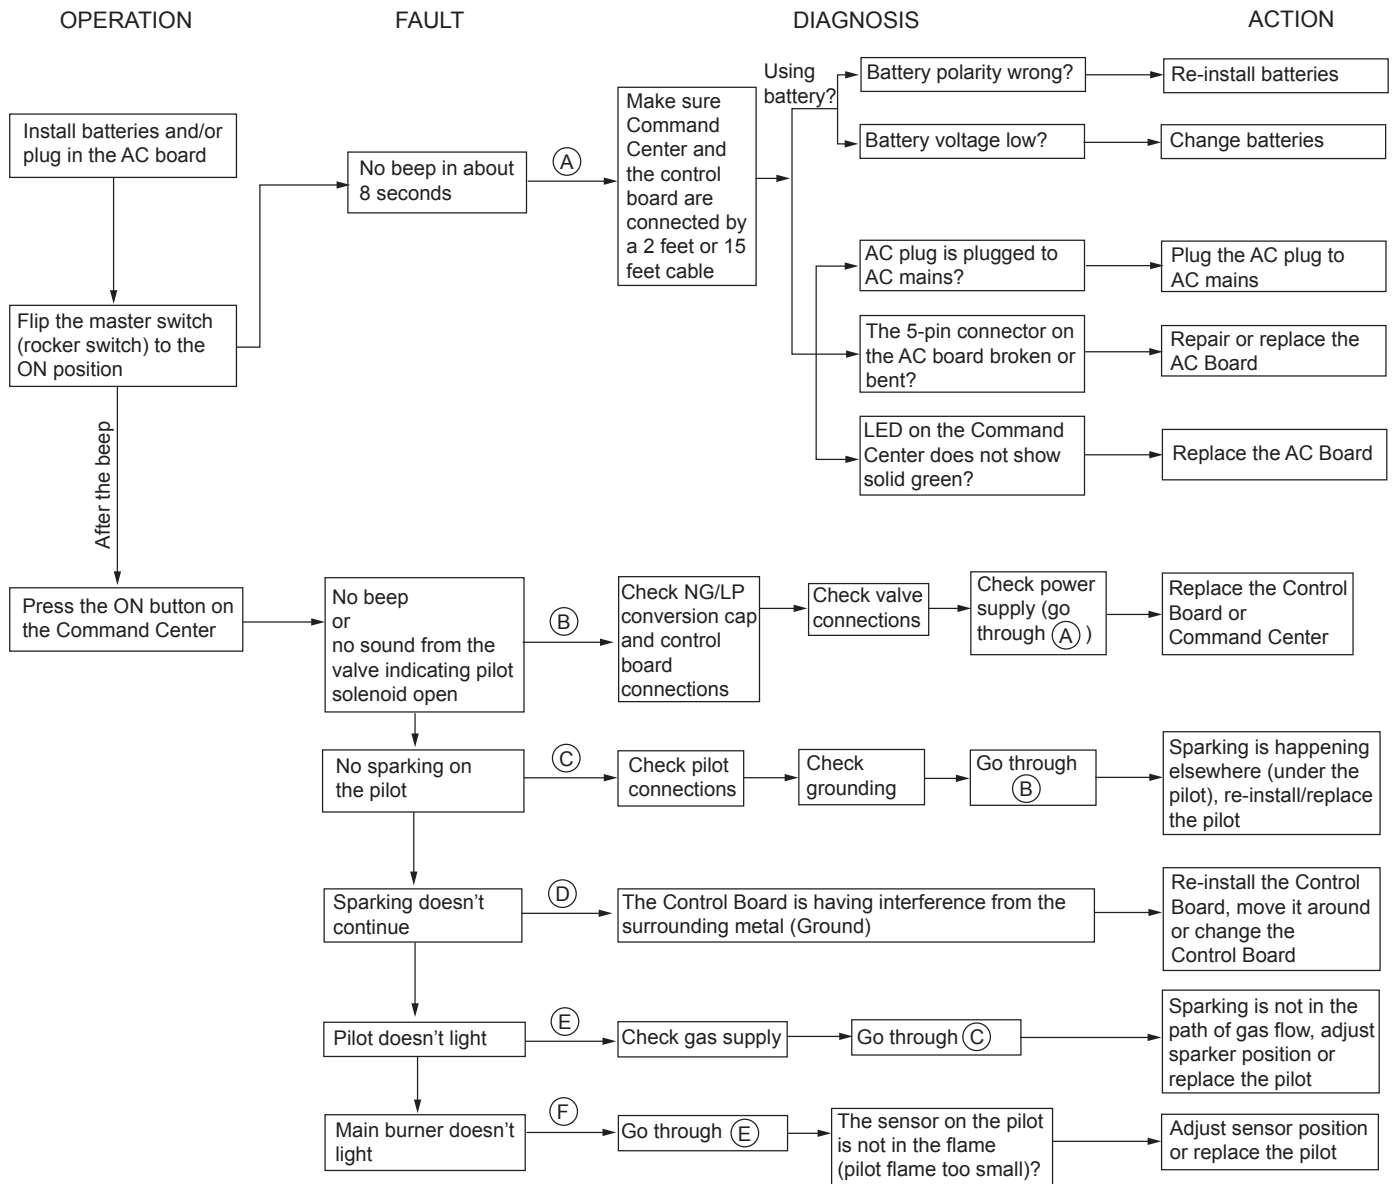 OPERATION
FAULT
DIAGNOSIS
ACTION
Install batteries and/or
plug in the AC board
Flip the master switch
(rocker switch) to the
ON position
After the beep
Press the ON button on
the Command Center
No beep in about
8 seconds
A
Make sure
Command
Center and
the control
board are
connected by
a 2 feet or 15
feet cable
Using
battery?
Battery polarity wrong?
Re-install batteries
Battery voltage low?
Change batteries
AC plug is plugged to
AC mains?
Plug the AC plug to
AC mains
The 5-pin connector on
the AC board broken or
bent?
Repair or replace the
AC Board
LED on the Command
Center does not show
solid green?
Replace the AC Board
No beep
or
no sound from the
valve indicating pilot
solenoid open
B
Check NG/LP
conversion cap
and control
board
connections
Check valve
connections
Check power
supply (go
through A )
Replace the Control
Board or
Command Center
No sparking on
the pilot
C
Check pilot
connections
Check
grounding
Go through
B
Sparking is happening
elsewhere (under the
pilot), re-install/replace
the pilot
Sparking doesn't
continue
D
The Control Board is having interference from the
surrounding metal (Ground)
Re-install the Control
Board, move it around
or change the
Control Board
Pilot doesn't light
E
Check gas supply
Go through C
Sparking is not in the
path of gas flow, adjust
sparker position or
replace the pilot
Main burner doesn't
light
F
Go through E
The sensor on the pilot
is not in the flame
(pilot flame too small)?
Adjust sensor position
or replace the pilot